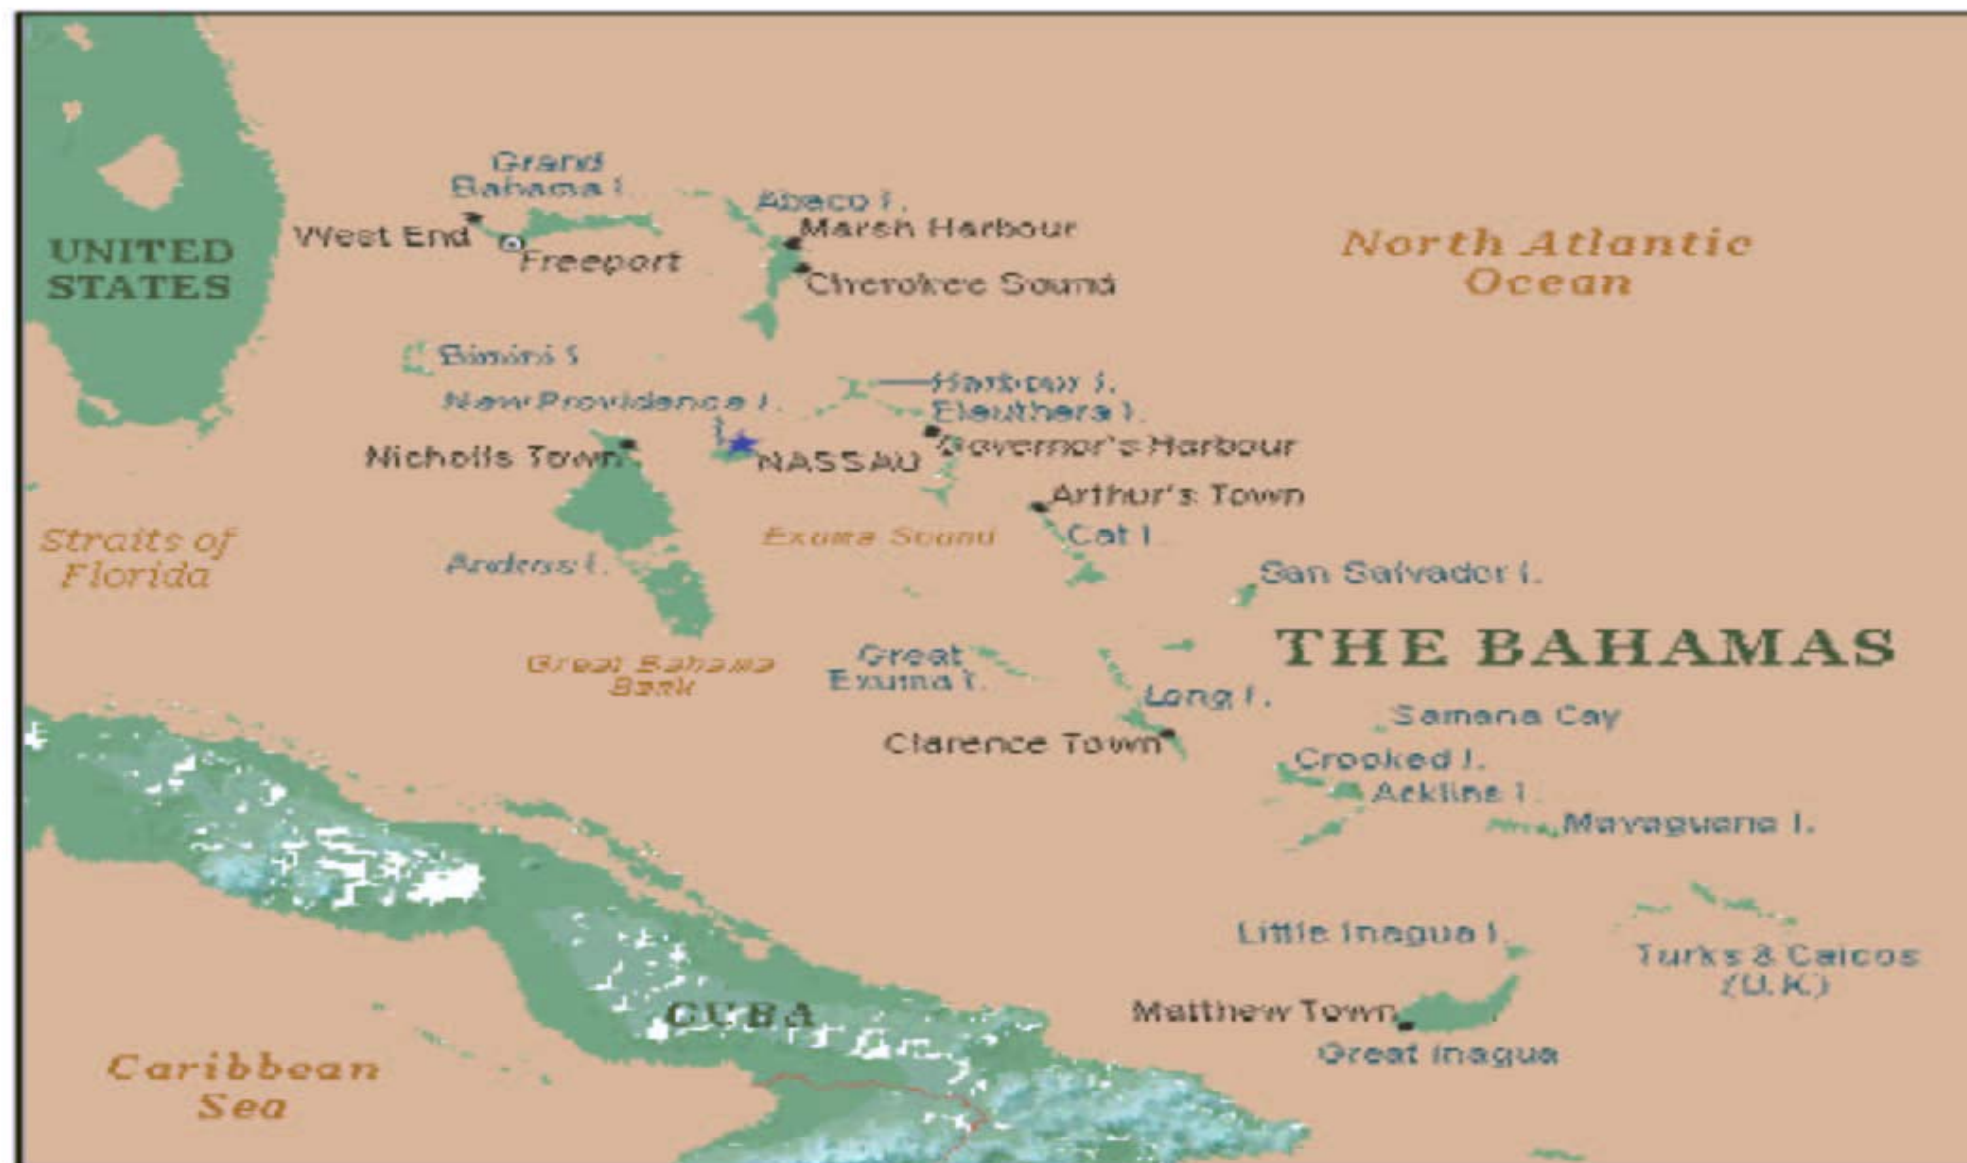 Grand
Bahama I.
Abaco I.
West End
Marsh Harbour
Freeport
Cherokee Sound
UNITED
STATES
North Atlantic
Ocean
Bimini I
New Providence I.
Harbour I.
Eleuthera I.
Governor's Harbour
Nicholls Town
NASSAU
Arthur's Town
Cat I.
Exuma Sound
Straits of
Florida
Andros I.
San Salvador I.
THE BAHAMAS
Great
Exuma I.
Great Bahama
Bank
Long I.
Clarence Town
Samana Cay
Crooked I.
Acklins I.
Mayaguana I.
Little Inagua I.
Turks & Caicos
(U.K.)
Matthew Town
Great Inagua
CUBA
Caribbean
Sea